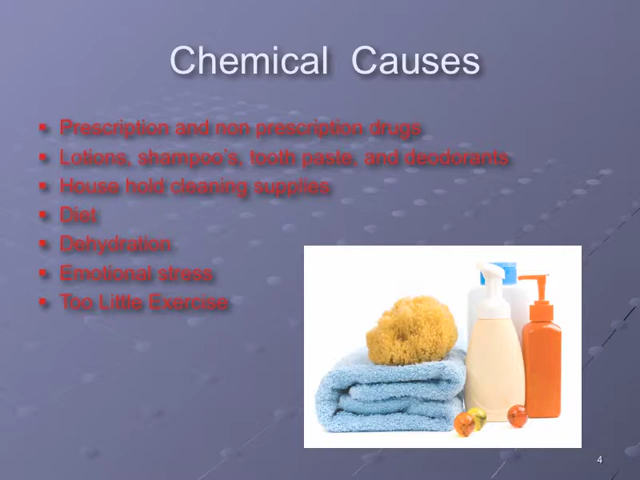 Chemical Causes
Prescription and non prescription drugs
Lotions, shampoo's, tooth paste, and deodorants
House hold cleaning supplies
Diet
Dehydration
Emotional stress
Too Little Exercise
4